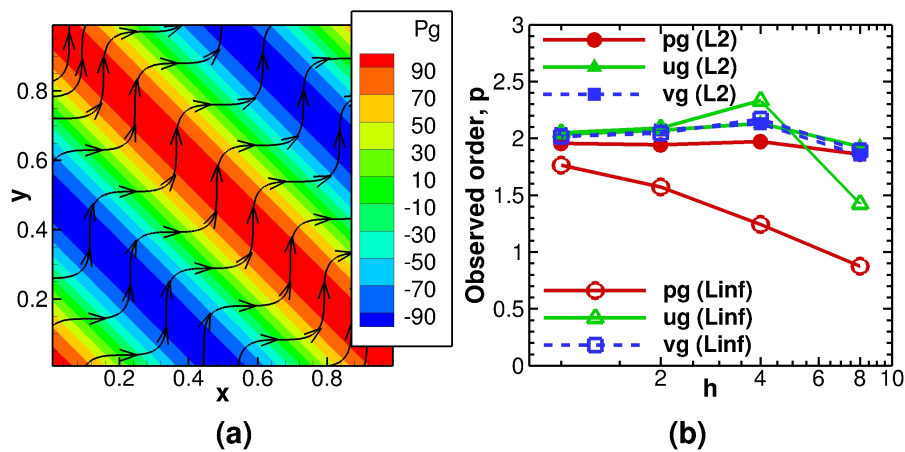 Pg
90
70
50
30
10
-10
-30
-50
-70
-90
0.8
0.6
0.4
0.2
y
0.2
0.4
0.6
0.8
x
(a)
3
2.5
2
1.5
1
0.5
0
Observed order, p
pg (L2)
ug (L2)
vg (L2)
pg (Linf)
ug (Linf)
vg (Linf)
2
4
6
8
10
h
(b)